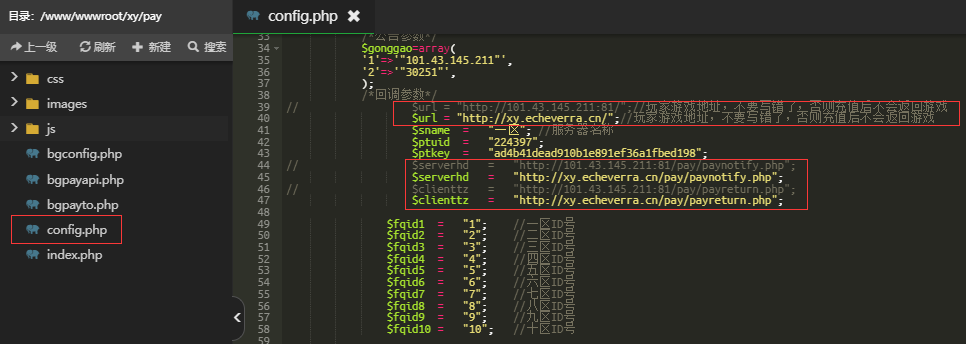 目录: /www/wwwroot/xy/pay
上一级 刷新 新建 搜索
css
images
js
bgconfig.php
bgpayapi.php
bgpayto.php
config.php
index.php
config.php
33 /*公告参数*/
34 $gonggao=array(
35 '1'=>'"101.43.145.211"',
36 '2'=>'"30251"',
37 );
38 /*回调参数*/
39 // $url = "http://101.43.145.211:81/";//玩家游戏地址，不要写错了，否则充值后不会返回游戏
40 $url = "http://xy.echeverra.cn/";//玩家游戏地址，不要写错了，否则充值后不会返回游戏
41 $sname = "一区"; //服务器名称
42 $ptuid = "224397";
43 $ptkey = "ad4b41dead910b1e891ef36a1fbed198";
44 // $serverhd = "http://101.43.145.211:81/pay/paynotify.php";
45 $serverhd = "http://xy.echeverra.cn/pay/paynotify.php";
46 // $clienttz = "http://101.43.145.211:81/pay/payreturn.php";
47 $clienttz = "http://xy.echeverra.cn/pay/payreturn.php";
48
49 $fqid1 = "1"; //一区ID号
50 $fqid2 = "2"; //二区ID号
51 $fqid3 = "3"; //三区ID号
52 $fqid4 = "4"; //四区ID号
53 $fqid5 = "5"; //五区ID号
54 $fqid6 = "6"; //六区ID号
55 $fqid7 = "7"; //七区ID号
56 $fqid8 = "8"; //八区ID号
57 $fqid9 = "9"; //九区ID号
58 $fqid10 = "10"; //十区ID号
59